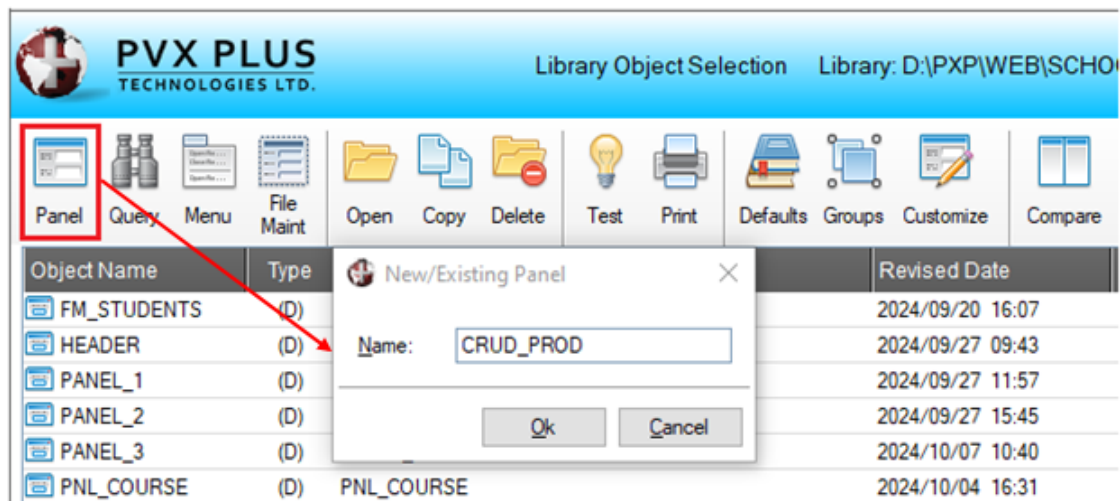 PVX PLUS
TECHNOLOGIES LTD.
Library Object Selection Library: D:\PXP\WEB\SCHOO
Panel Query Menu File Maint Open Copy Delete Test Print Defaults Groups Customize Compare
Object Name Type Revised Date
FM_STUDENTS (D) 2024/09/20 16:07
HEADER (D) 2024/09/27 09:43
PANEL_1 (D) 2024/09/27 11:57
PANEL_2 (D) 2024/09/27 15:45
PANEL_3 (D) 2024/10/07 10:40
PNL_COURSE (D) PNL_COURSE 2024/10/04 16:31
New/Existing Panel
Name: CRUD_PROD
Ok Cancel